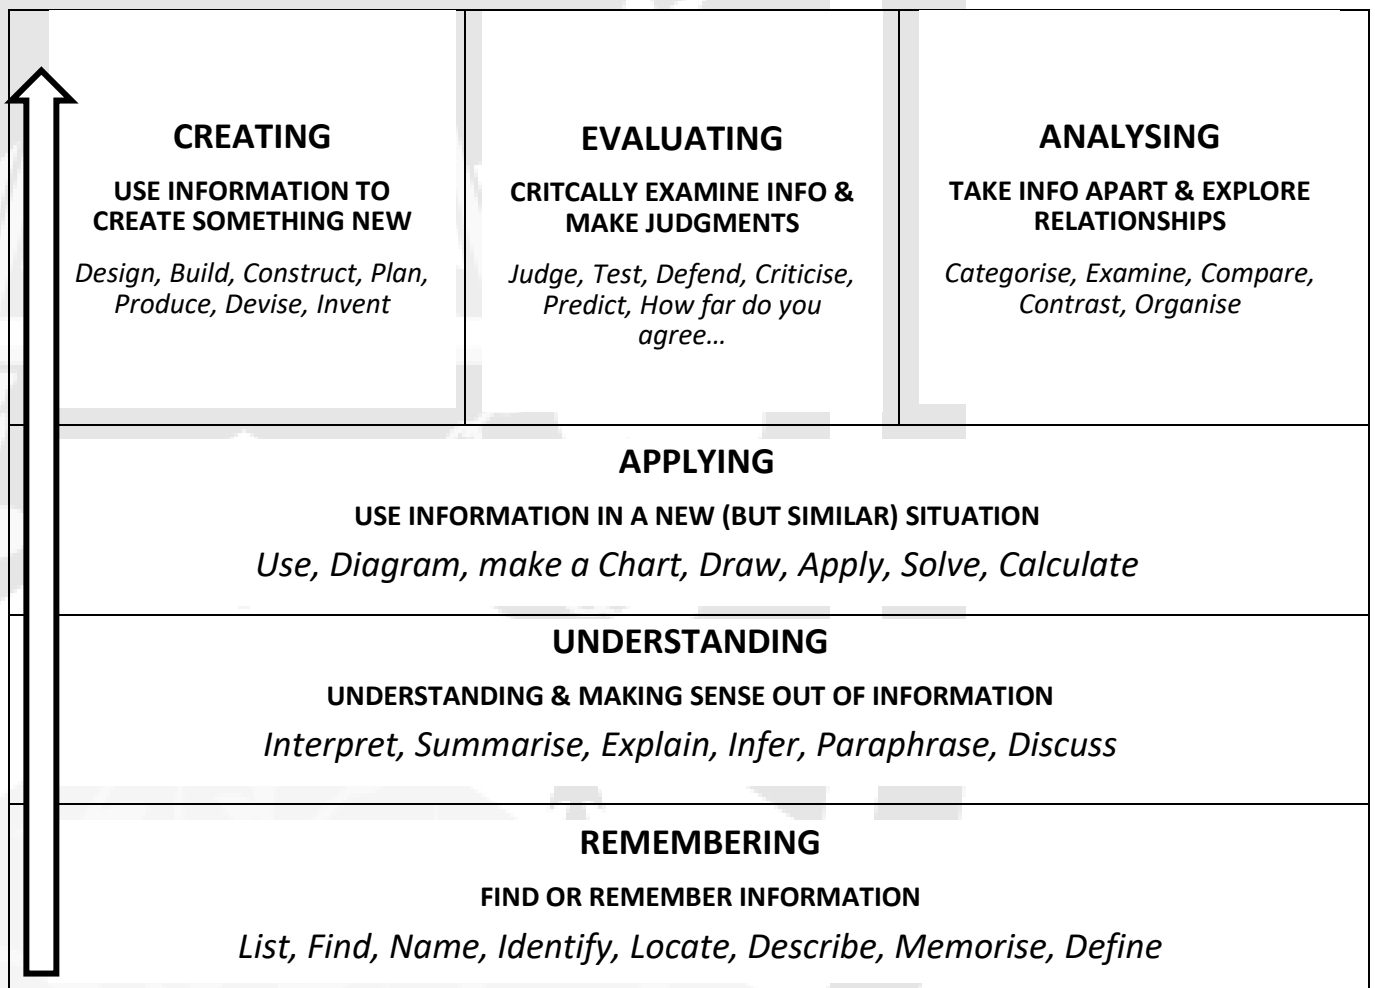 CREATING
USE INFORMATION TO
CREATE SOMETHING NEW
Design, Build, Construct, Plan,
Produce, Devise, Invent
EVALUATING
CRITCALLY EXAMINE INFO &
MAKE JUDGMENTS
Judge, Test, Defend, Criticise,
Predict, How far do you
agree…
ANALYSING
TAKE INFO APART & EXPLORE
RELATIONSHIPS
Categorise, Examine, Compare,
Contrast, Organise
APPLYING
USE INFORMATION IN A NEW (BUT SIMILAR) SITUATION
Use, Diagram, make a Chart, Draw, Apply, Solve, Calculate
UNDERSTANDING
UNDERSTANDING & MAKING SENSE OUT OF INFORMATION
Interpret, Summarise, Explain, Infer, Paraphrase, Discuss
REMEMBERING
FIND OR REMEMBER INFORMATION
List, Find, Name, Identify, Locate, Describe, Memorise, Define